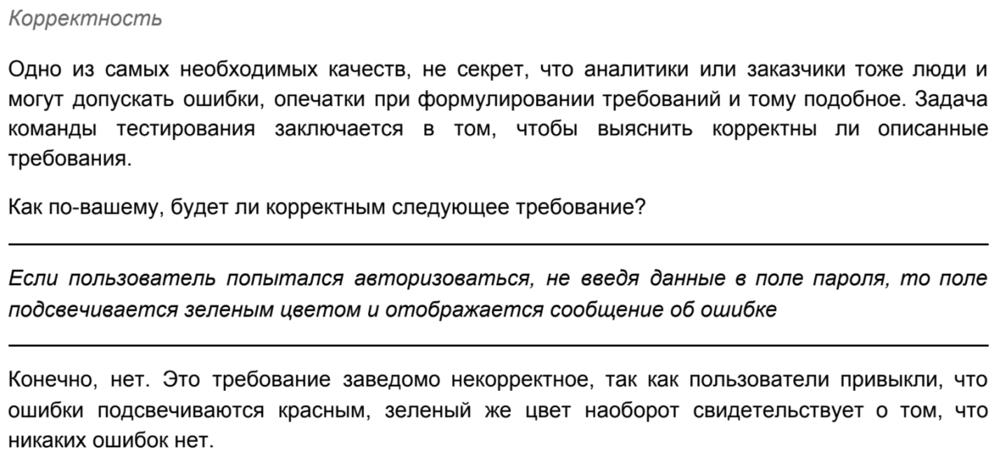 Корректность
Одно из самых необходимых качеств, не секрет, что аналитики или заказчики тоже люди и
могут допускать ошибки, опечатки при формулировании требований и тому подобное. Задача
команды тестирования заключается в том, чтобы выяснить корректны ли описанные
требования.
Как по-вашему, будет ли корректным следующее требование?
Если пользователь попытался авторизоваться, не введя данные в поле пароля, то поле
подсвечивается зеленым цветом и отображается сообщение об ошибке
Конечно, нет. Это требование заведомо некорректное, так как пользователи привыкли, что
ошибки подсвечиваются красным, зеленый же цвет наоборот свидетельствует о том, что
никаких ошибок нет.